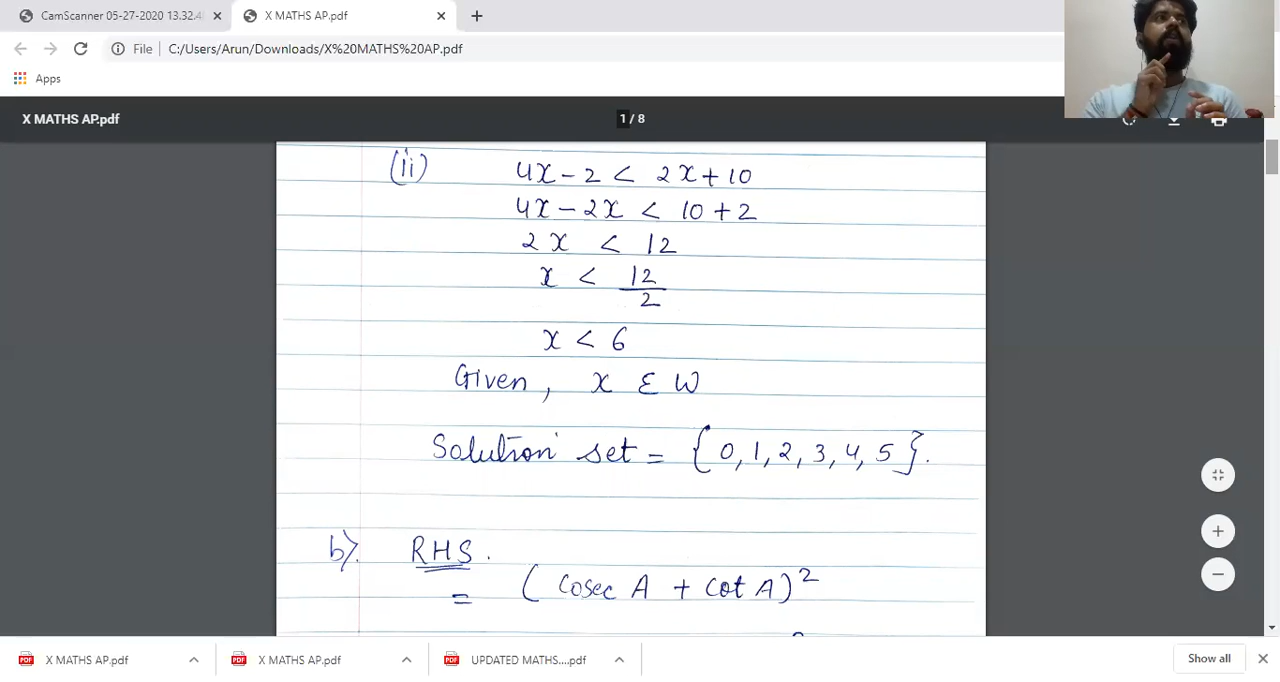 CamScanner 05-27-2020 13.32.4
X MATHS AP.pdf
File
C:/Users/Arun/Downloads/X%20MATHS%20AP.pdf
Apps
X MATHS AP.pdf
1 / 8
(ii) 4x - 2 < 2x + 10
4x - 2x < 10 + 2
2x < 12
x < 12/2
x < 6
Given, x ε W
Solution set = {0, 1, 2, 3, 4, 5}.
b). RHS.
= (cosec A + cot A)²
X MATHS AP.pdf
X MATHS AP.pdf
UPDATED MATHS....pdf
Show all